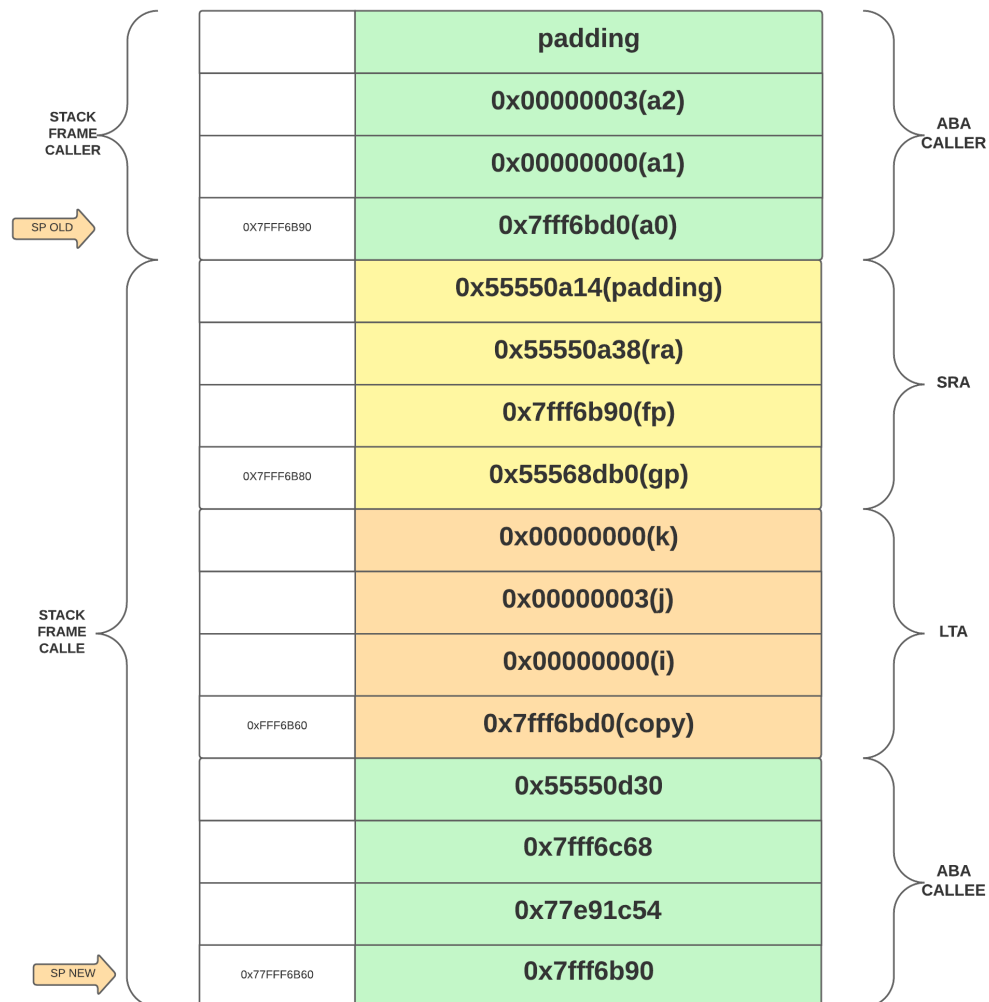 padding
0x00000003(a2)
STACK
FRAME
CALLER
ABA
CALLER
0x00000000(a1)
SP OLD
0X7FFF6B90
0x7fff6bd0(a0)
0x55550a14(padding)
0x55550a38(ra)
SRA
0x7fff6b90(fp)
0X7FFF6B80
0x55568db0(gp)
0x00000000(k)
0x00000003(j)
STACK
FRAME
CALLE
LTA
0x00000000(i)
0xFFF6B60
0x7fff6bd0(copy)
0x55550d30
0x7fff6c68
ABA
CALLEE
0x77e91c54
SP NEW
0x77FFF6B60
0x7fff6b90